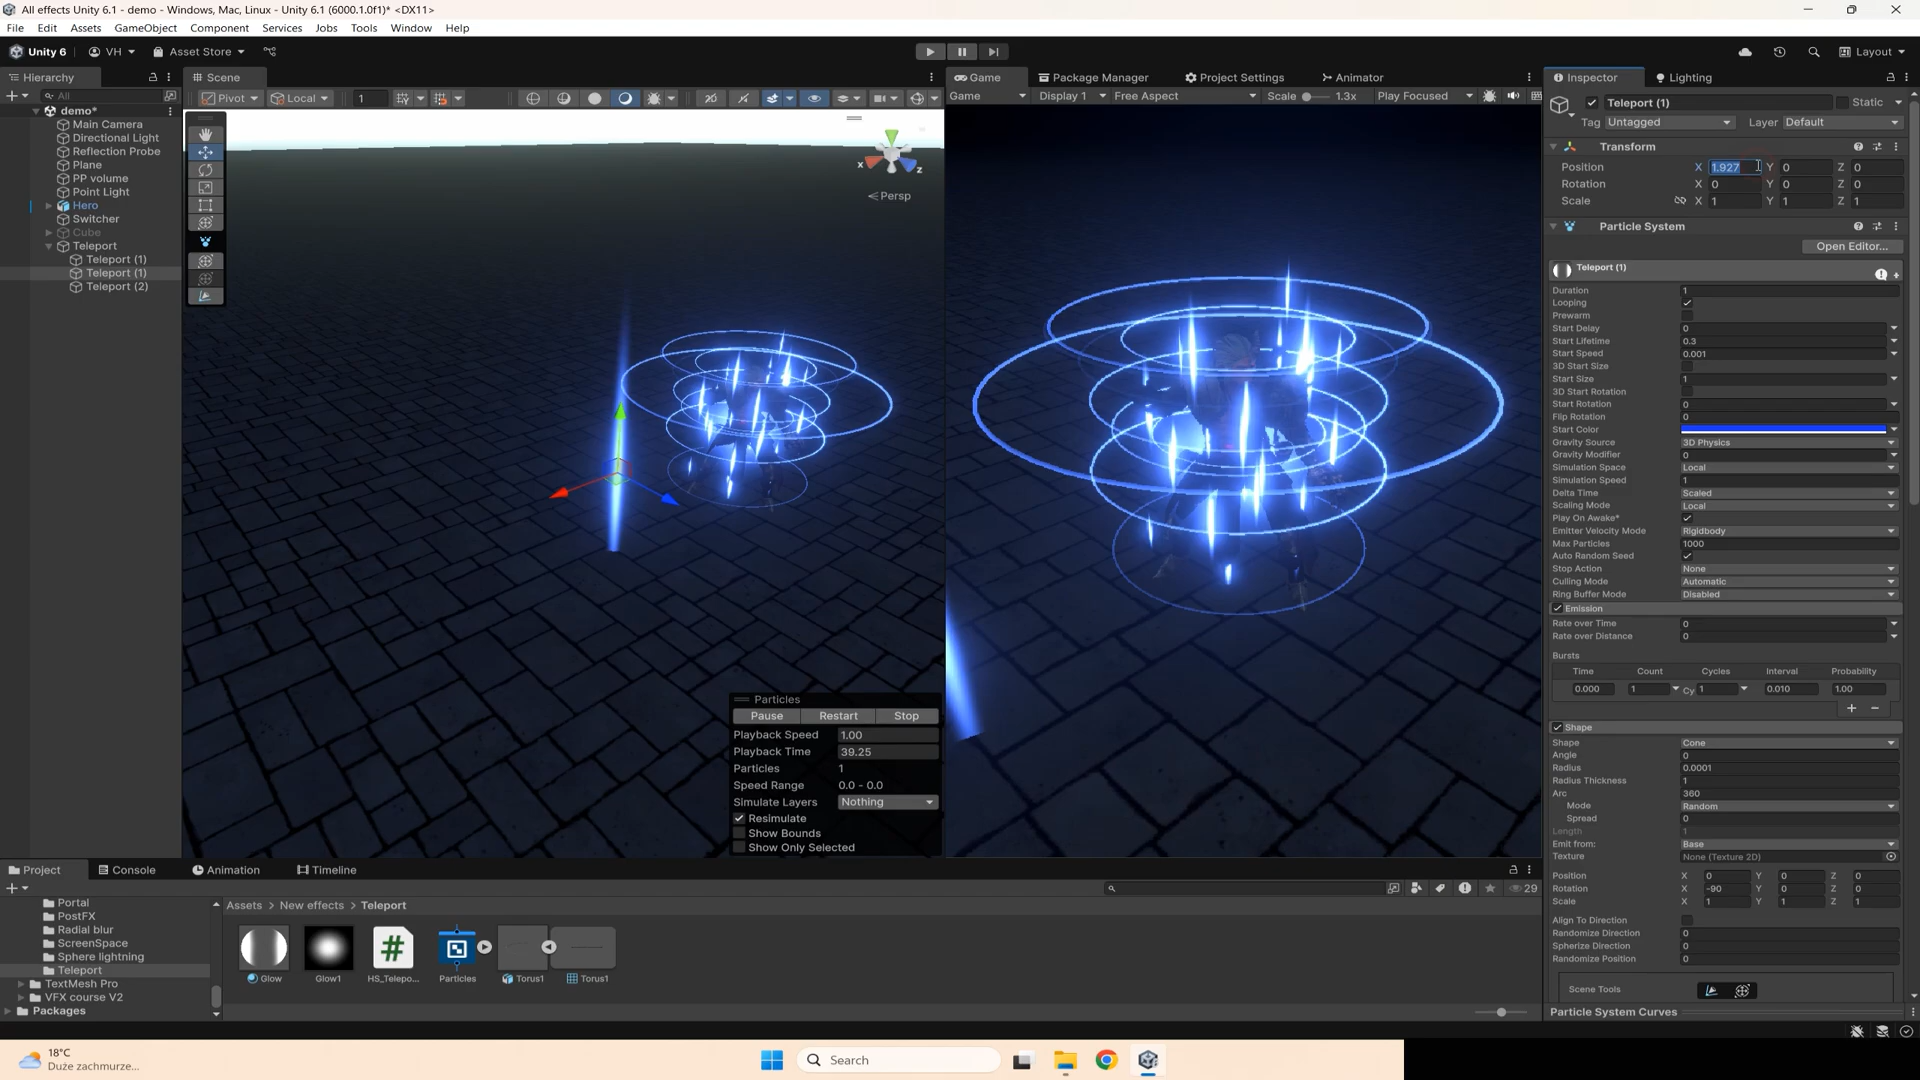 All effects Unity 6.1 - demo - Windows, Mac, Linux - Unity 6.1 (6000.1.0f1)* <DX11>
File Edit Assets GameObject Component Services Jobs Tools Window Help
Unity 6 VH Asset Store Layout
Hierarchy Scene Game Package Manager Project Settings Animator Inspector Lighting
All Pivot Local 1 2D Game Display 1 Free Aspect Scale 1.3x Play Focused
demo*
Main Camera
Directional Light
Reflection Probe
Plane
PP volume
Point Light
Hero
Switcher
Cube
Teleport
Teleport (1)
Teleport (1)
Teleport (2)
x z
Persp
Particles
Pause Restart Stop
Playback Speed 1.00
Playback Time 39.25
Particles 1
Speed Range 0.0 - 0.0
Simulate Layers Nothing
Resimulate
Show Bounds
Show Only Selected
Teleport (1) Static
Tag Untagged Layer Default
Transform
Position X 1.927 Y 0 Z 0
Rotation X 0 Y 0 Z 0
Scale X 1 Y 1 Z 1
Particle System
Open Editor...
Teleport (1)
Duration 1
Looping
Prewarm
Start Delay 0
Start Lifetime 0.3
Start Speed 0.001
3D Start Size
Start Size 1
3D Start Rotation
Start Rotation 0
Flip Rotation 0
Start Color
Gravity Source 3D Physics
Gravity Modifier 0
Simulation Space Local
Simulation Speed 1
Delta Time Scaled
Scaling Mode Local
Play On Awake*
Emitter Velocity Mode Rigidbody
Max Particles 1000
Auto Random Seed
Stop Action None
Culling Mode Automatic
Ring Buffer Mode Disabled
Emission
Rate over Time 0
Rate over Distance 0
Bursts
Time Count Cycles Interval Probability
0.000 1 Cy 1 0.010 1.00
Shape
Shape Cone
Angle 0
Radius 0.0001
Radius Thickness 1
Arc 360
Mode Random
Spread 0
Length 1
Emit from: Base
Texture None (Texture 2D)
Position X 0 Y 0 Z 0
Rotation X -90 Y 0 Z 0
Scale X 1 Y 1 Z 1
Align To Direction
Randomize Direction 0
Spherize Direction 0
Randomize Position 0
Scene Tools
Particle System Curves
Project Console Animation Timeline
29
Portal
PostFX
Radial blur
ScreenSpace
Sphere lightning
Teleport
TextMesh Pro
VFX course V2
Packages
Assets > New effects > Teleport
Glow Glow1 HS_Telepo... Particles Torus1 Torus1
18°C
Duże zachmurze...
Search